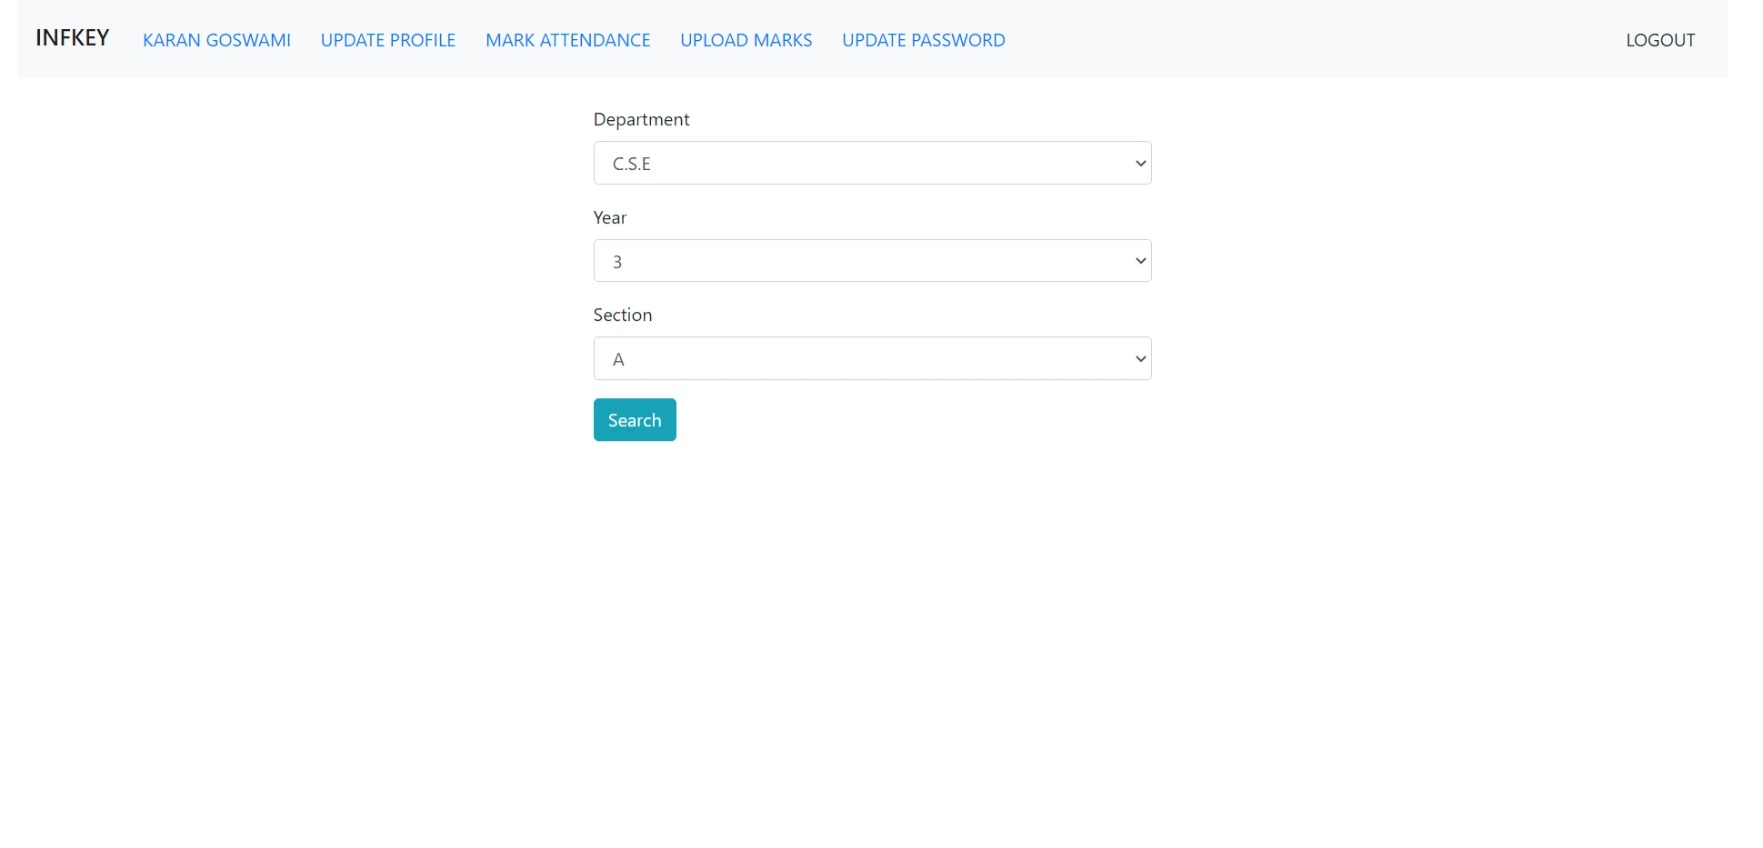 INFKEY KARAN GOSWAMI UPDATE PROFILE MARK ATTENDANCE UPLOAD MARKS UPDATE PASSWORD LOGOUT
Department
C.S.E
Year
3
Section
A
Search